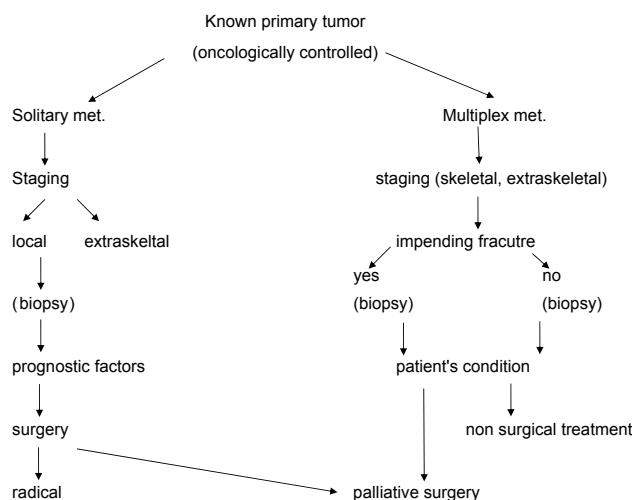 Known primary tumor
(oncologically controlled)
Solitary met.
Multiplex met.
Staging
staging (skeletal, extraskeletal)
local
extraskeltal
impending fracutre
yes
no
(biopsy)
(biopsy)
(biopsy)
prognostic factors
patient's condition
surgery
non surgical treatment
radical
palliative surgery